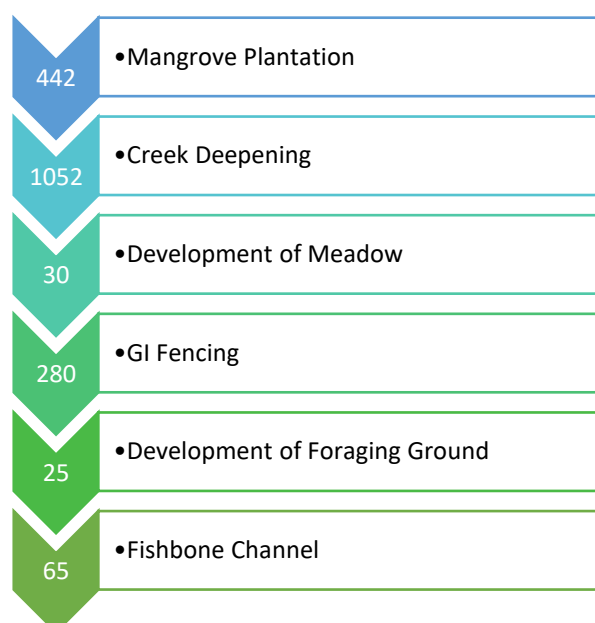 442
•Mangrove Plantation
1052
•Creek Deepening
30
•Development of Meadow
280
•GI Fencing
25
•Development of Foraging Ground
65
•Fishbone Channel